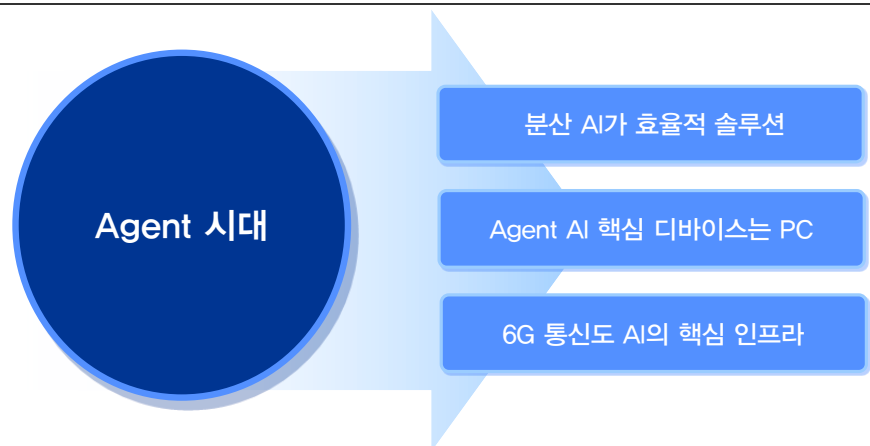 Agent 시대
분산 AI가 효율적 솔루션
Agent AI 핵심 디바이스는 PC
6G 통신도 AI의 핵심 인프라